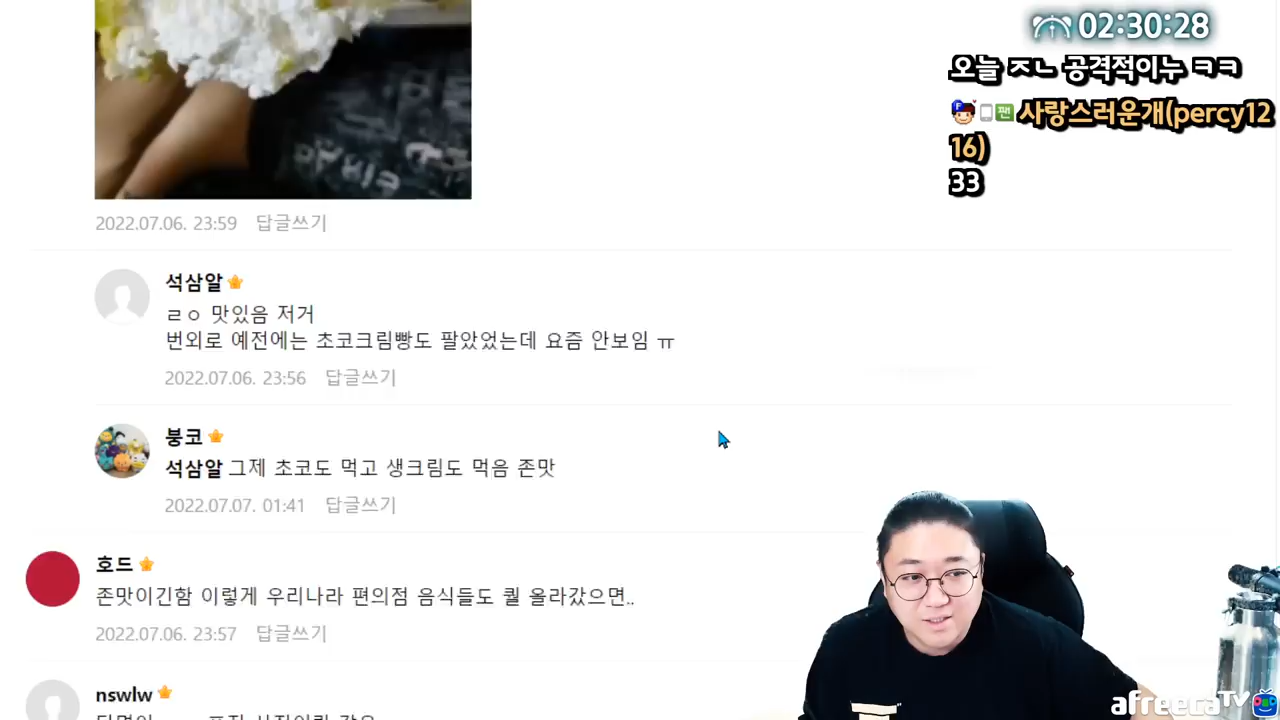 02:30:28
오늘 ㅈㄴ 공격적이누 ㅋㅋ
사랑스러운개(percy12
16)
33
2022.07.06. 23:59 답글쓰기
석삼알
ㄹㅇ 맛있음 저거
번외로 예전에는 초코크림빵도 팔았었는데 요즘 안보임 ㅠ
2022.07.06. 23:56 답글쓰기
붕코
석삼알 그제 초코도 먹고 생크림도 먹음 존맛
2022.07.07. 01:41 답글쓰기
호드
존맛이긴함 이렇게 우리나라 편의점 음식들도 퀄 올라갔으면..
2022.07.06. 23:57 답글쓰기
nswlw
afreecaTV